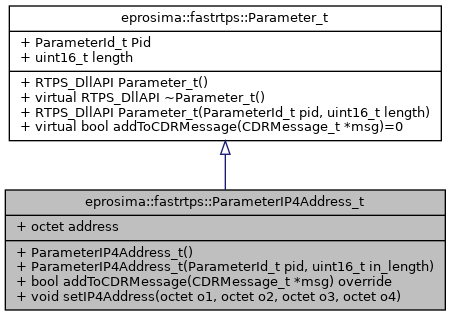 eprosima::fastrtps::Parameter_t
+ ParameterId_t Pid
+ uint16_t length
+ RTPS_DllAPI Parameter_t()
+ virtual RTPS_DllAPI ~Parameter_t()
+ RTPS_DllAPI Parameter_t(ParameterId_t pid, uint16_t length)
+ virtual bool addToCDRMessage(CDRMessage_t *msg)=0
eprosima::fastrtps::ParameterIP4Address_t
+ octet address
+ ParameterIP4Address_t()
+ ParameterIP4Address_t(ParameterId_t pid, uint16_t in_length)
+ bool addToCDRMessage(CDRMessage_t *msg) override
+ void setIP4Address(octet o1, octet o2, octet o3, octet o4)